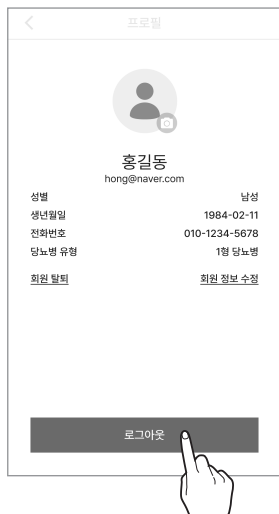 프로필
홍길동
hong@naver.com
성별 남성
생년월일 1984-02-11
전화번호 010-1234-5678
당뇨병 유형 1형 당뇨병
회원 탈퇴 회원 정보 수정
로그아웃